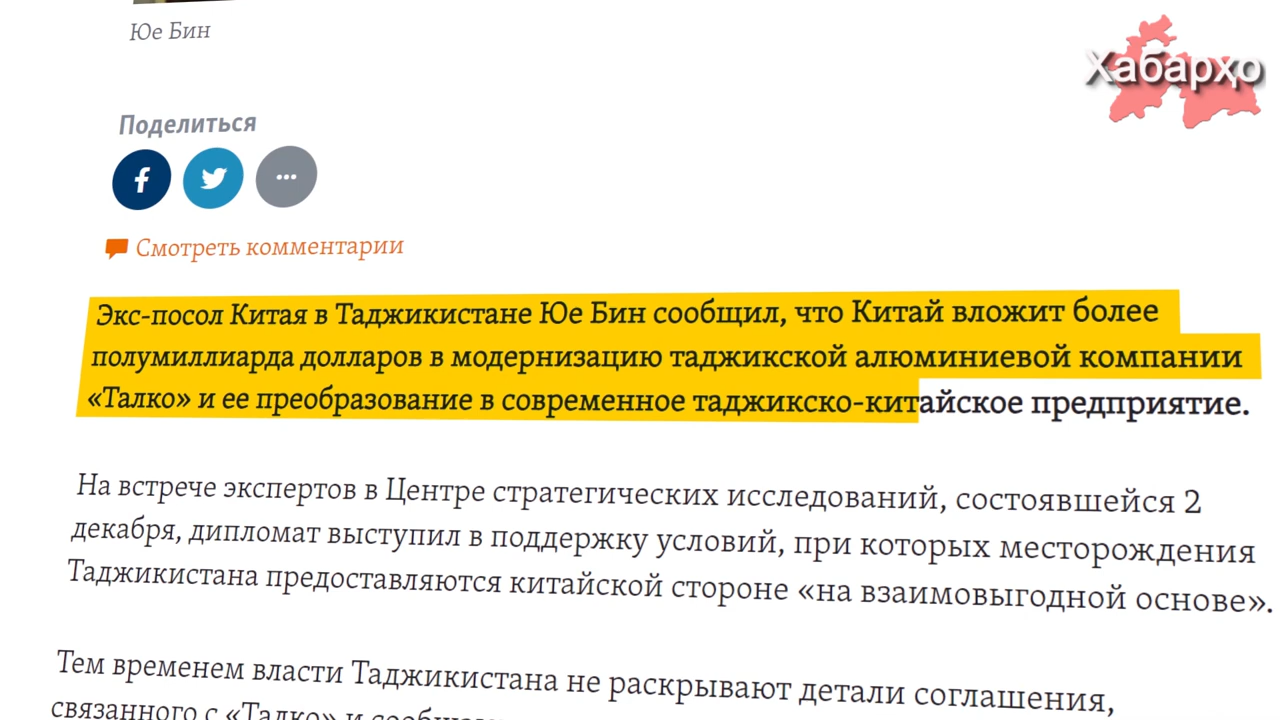 Юе Бин
Хабарҳо
Поделиться
Смотреть комментарии
Экс-посол Китая в Таджикистане Юе Бин сообщил, что Китай вложит более
полумиллиарда долларов в модернизацию таджикской алюминиевой компании
«Талко» и ее преобразование в современное таджикско-китайское предприятие.
На встрече экспертов в Центре стратегических исследований, состоявшейся 2
декабря, дипломат выступил в поддержку условий, при которых месторождения
Таджикистана предоставляются китайской стороне «на взаимовыгодной основе».
Тем временем власти Таджикистана не раскрывают детали соглашения,
связанного с «Талко» и